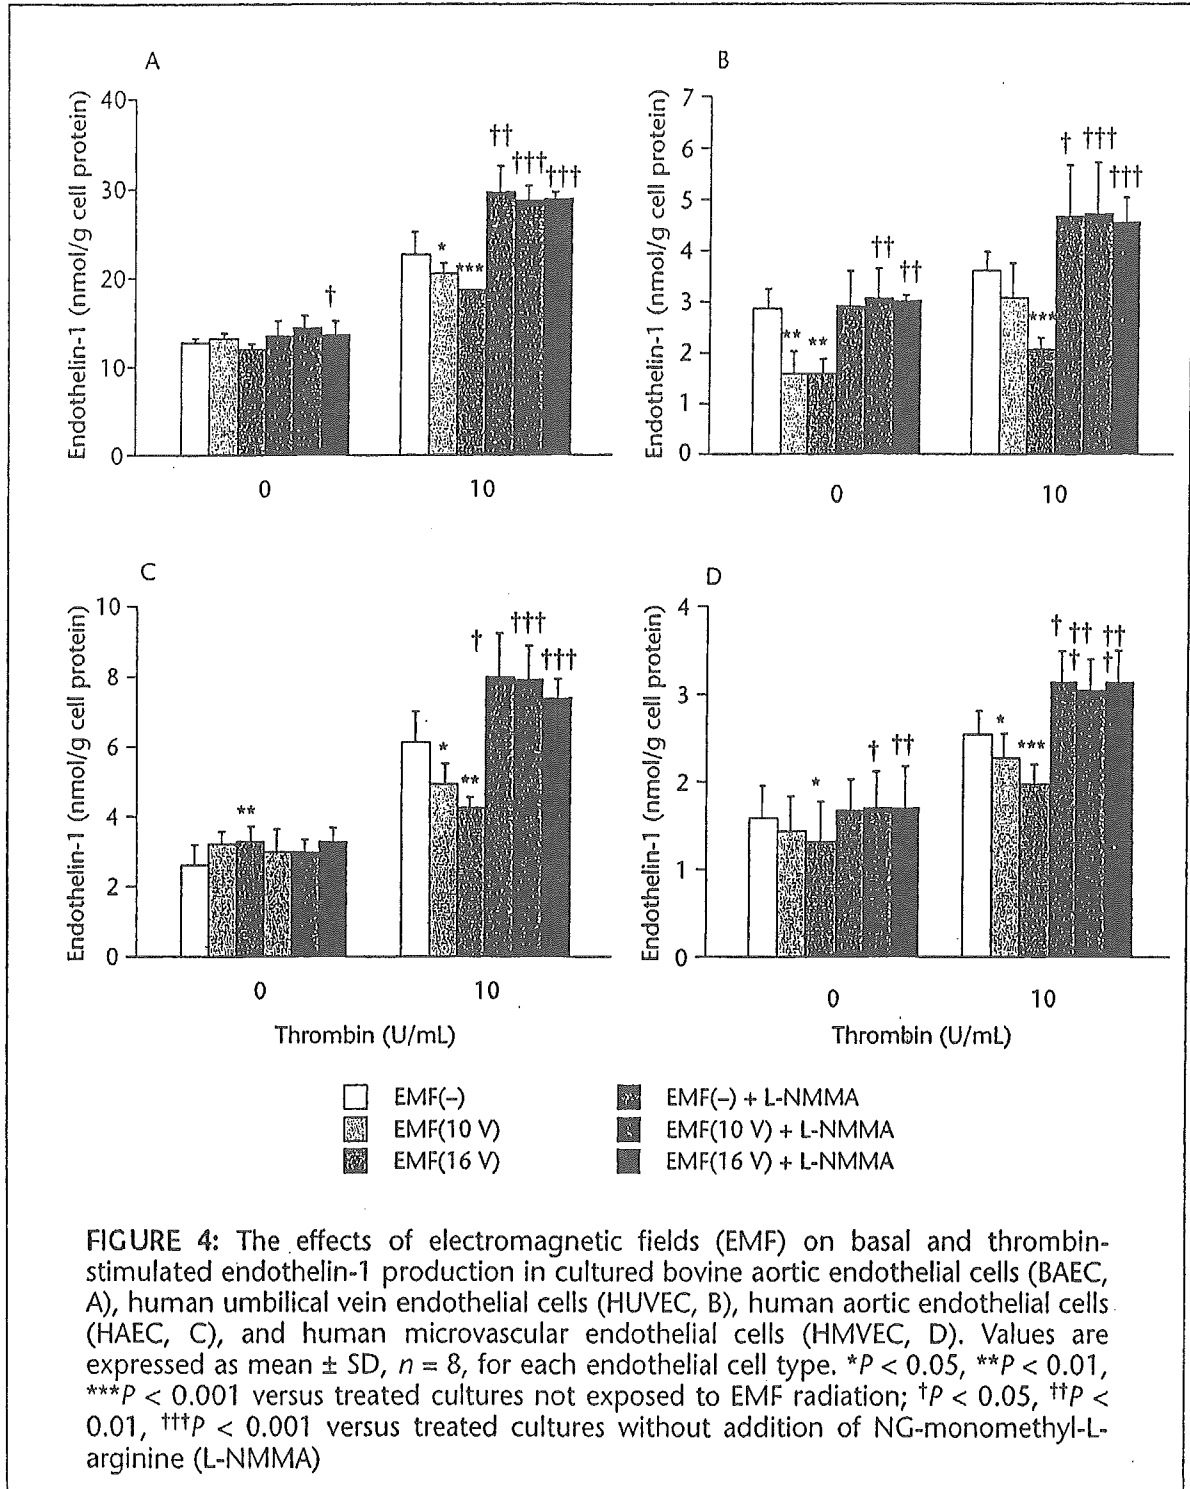 A
Endothelin-1 (nmol/g cell protein)
40
30
20
10
0
††
†††
†††
*
***
†
0
10
B
Endothelin-1 (nmol/g cell protein)
7
6
5
4
3
2
1
0
†
†††
†††
††
††
**
**
***
0
10
C
Endothelin-1 (nmol/g cell protein)
10
8
6
4
2
0
†
†††
†††
*
**
**
0
10
Thrombin (U/mL)
D
Endothelin-1 (nmol/g cell protein)
4
3
2
1
0
†
††
†
††
†
*
***
*
†
††
0
10
Thrombin (U/mL)
EMF(–)
EMF(10 V)
EMF(16 V)
EMF(–) + L-NMMA
EMF(10 V) + L-NMMA
EMF(16 V) + L-NMMA
FIGURE 4: The effects of electromagnetic fields (EMF) on basal and thrombin-
stimulated endothelin-1 production in cultured bovine aortic endothelial cells (BAEC,
A), human umbilical vein endothelial cells (HUVEC, B), human aortic endothelial cells
(HAEC, C), and human microvascular endothelial cells (HMVEC, D). Values are
expressed as mean ± SD, n = 8, for each endothelial cell type. *P < 0.05, **P < 0.01,
***P < 0.001 versus treated cultures not exposed to EMF radiation; †P < 0.05, ††P <
0.01, †††P < 0.001 versus treated cultures without addition of NG-monomethyl-L-
arginine (L-NMMA)